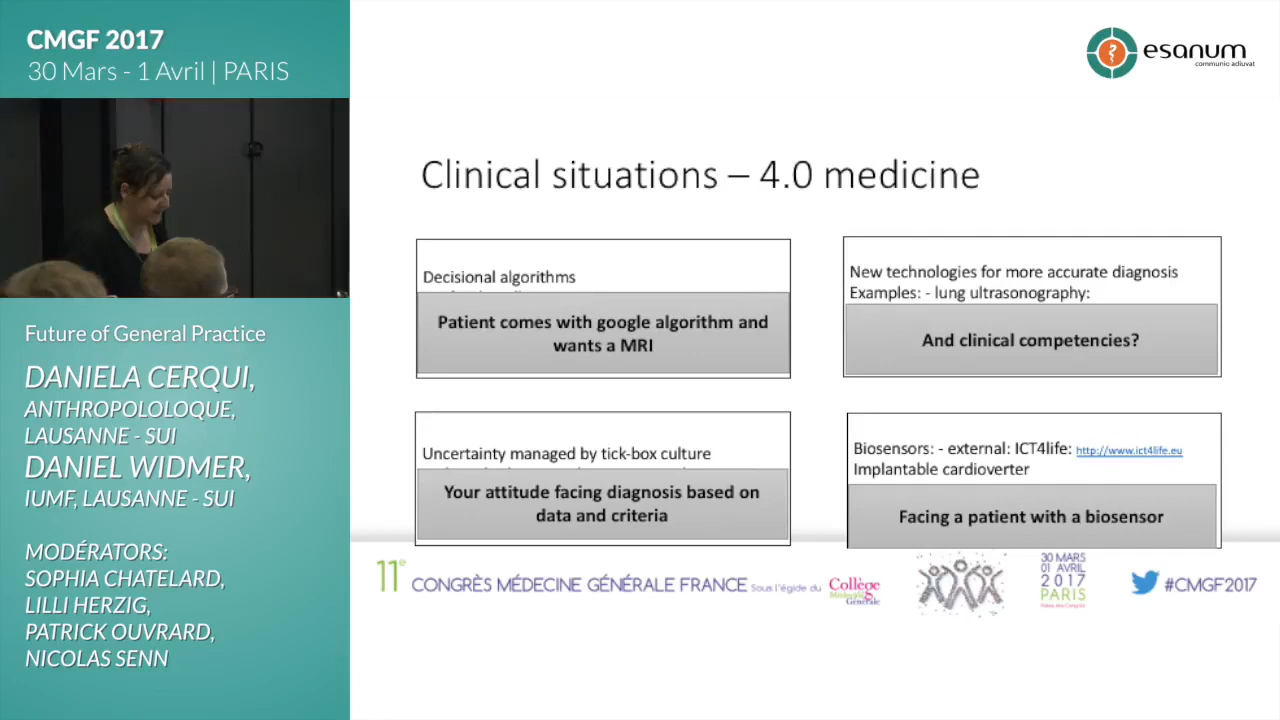 CMGF 2017
30 Mars - 1 Avril | PARIS
esanum
communio adiuvat
Future of General Practice
DANIELA CERQUI,
ANTHROPOLOLOQUE,
LAUSANNE - SUI
DANIEL WIDMER,
IUMF, LAUSANNE - SUI
MODÉRATORS:
SOPHIA CHATELARD,
LILLI HERZIG,
PATRICK OUVRARD,
NICOLAS SENN
Clinical situations – 4.0 medicine
Decisional algorithms
Patient comes with google algorithm and
wants a MRI
New technologies for more accurate diagnosis
Examples: - lung ultrasonography:
And clinical competencies?
Uncertainty managed by tick-box culture
Your attitude facing diagnosis based on
data and criteria
Biosensors: - external: ICT4life: http://www.ict4life.eu
Implantable cardioverter
Facing a patient with a biosensor
11e CONGRÈS MÉDECINE GÉNÉRALE FRANCE Sous l'égide du
Collège
Médecine
Générale
30 MARS
01 AVRIL
2017
PARIS
#CMGF2017